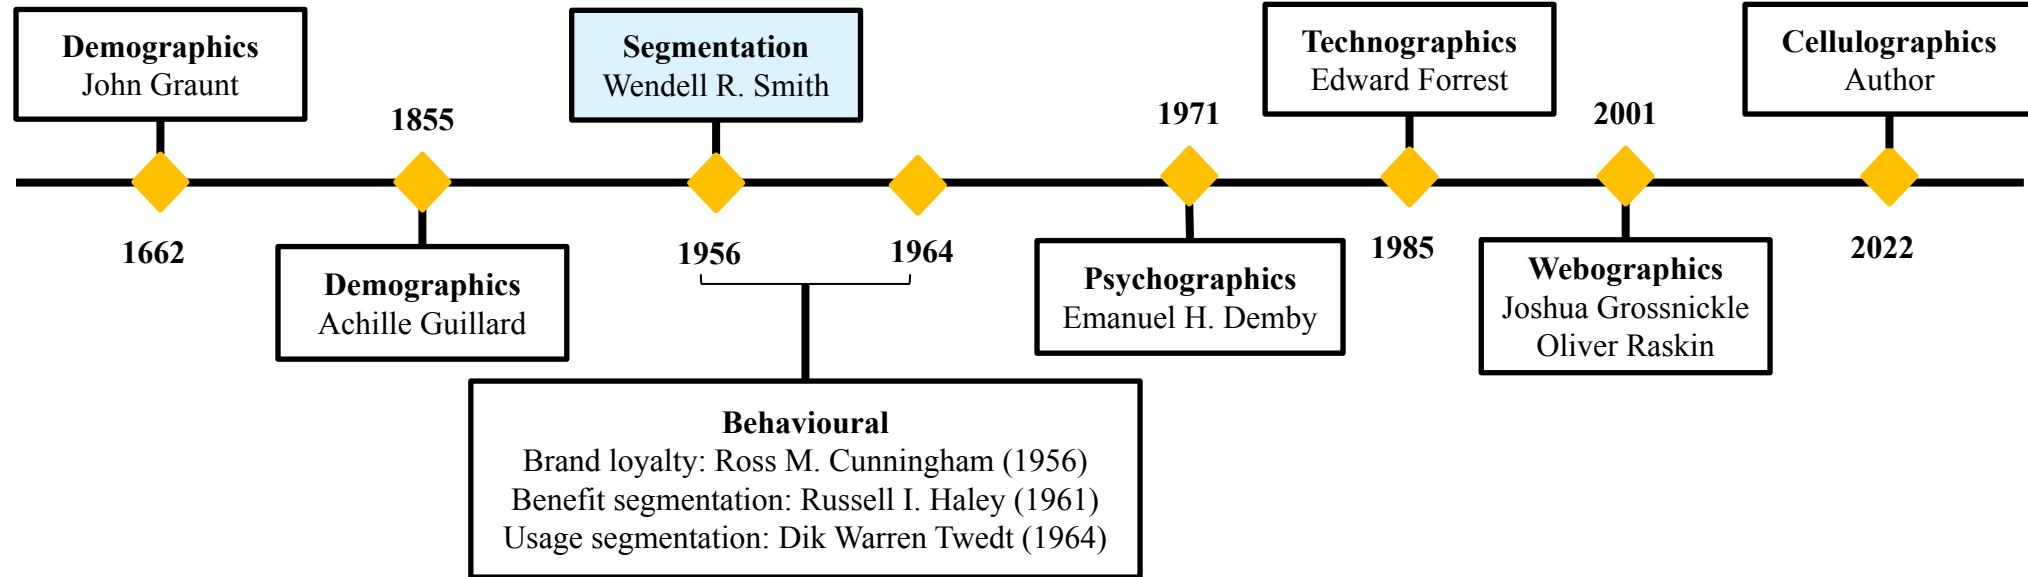 Demographics
John Graunt
1662
1855
Demographics
Achille Guillard
Segmentation
Wendell R. Smith
1956
1964
Behavioural
Brand loyalty: Ross M. Cunningham (1956)
Benefit segmentation: Russell I. Haley (1961)
Usage segmentation: Dik Warren Twedt (1964)
1971
Psychographics
Emanuel H. Demby
Technographics
Edward Forrest
1985
2001
Webographics
Joshua Grossnickle
Oliver Raskin
Cellulographics
Author
2022